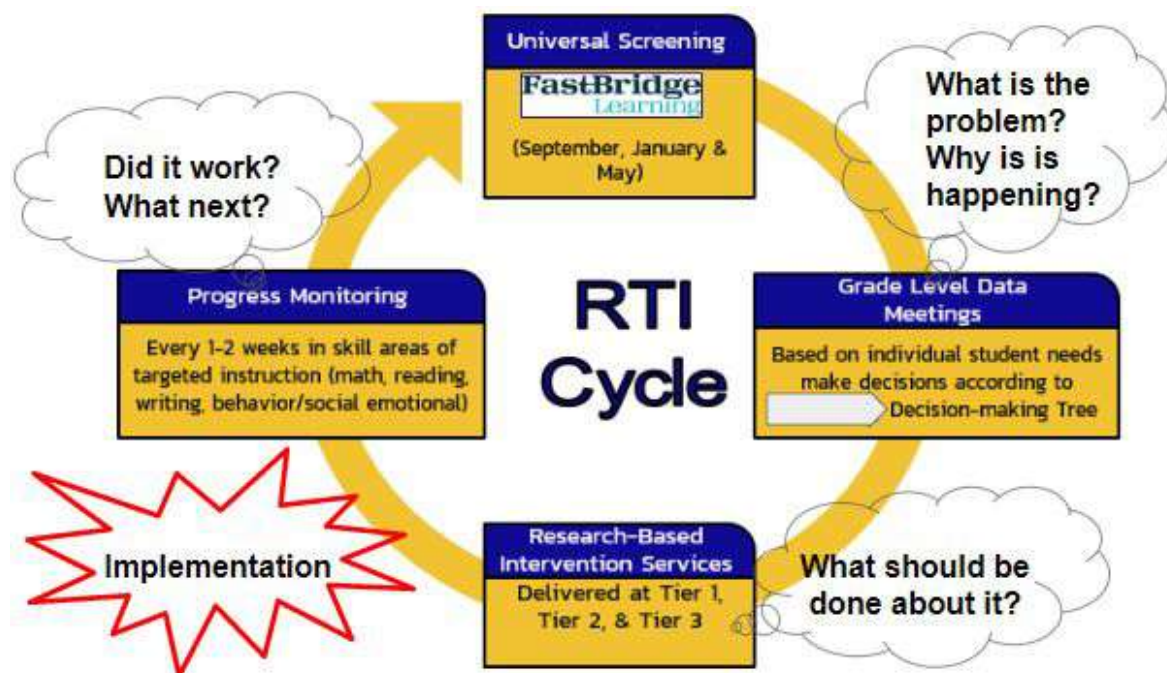 Universal Screening
FastBridge
Learning
(September, January &
May)
What is the
problem?
Why is is
happening?
Did it work?
What next?
RTI
Cycle
Grade Level Data
Meetings
Based on individual student needs
make decisions according to
Decision-making Tree
Progress Monitoring
Every 1-2 weeks in skill areas of
targeted instruction (math, reading,
writing, behavior/social emotional)
Research-Based
Intervention Services
Delivered at Tier 1,
Tier 2, & Tier 3
What should be
done about it?
Implementation